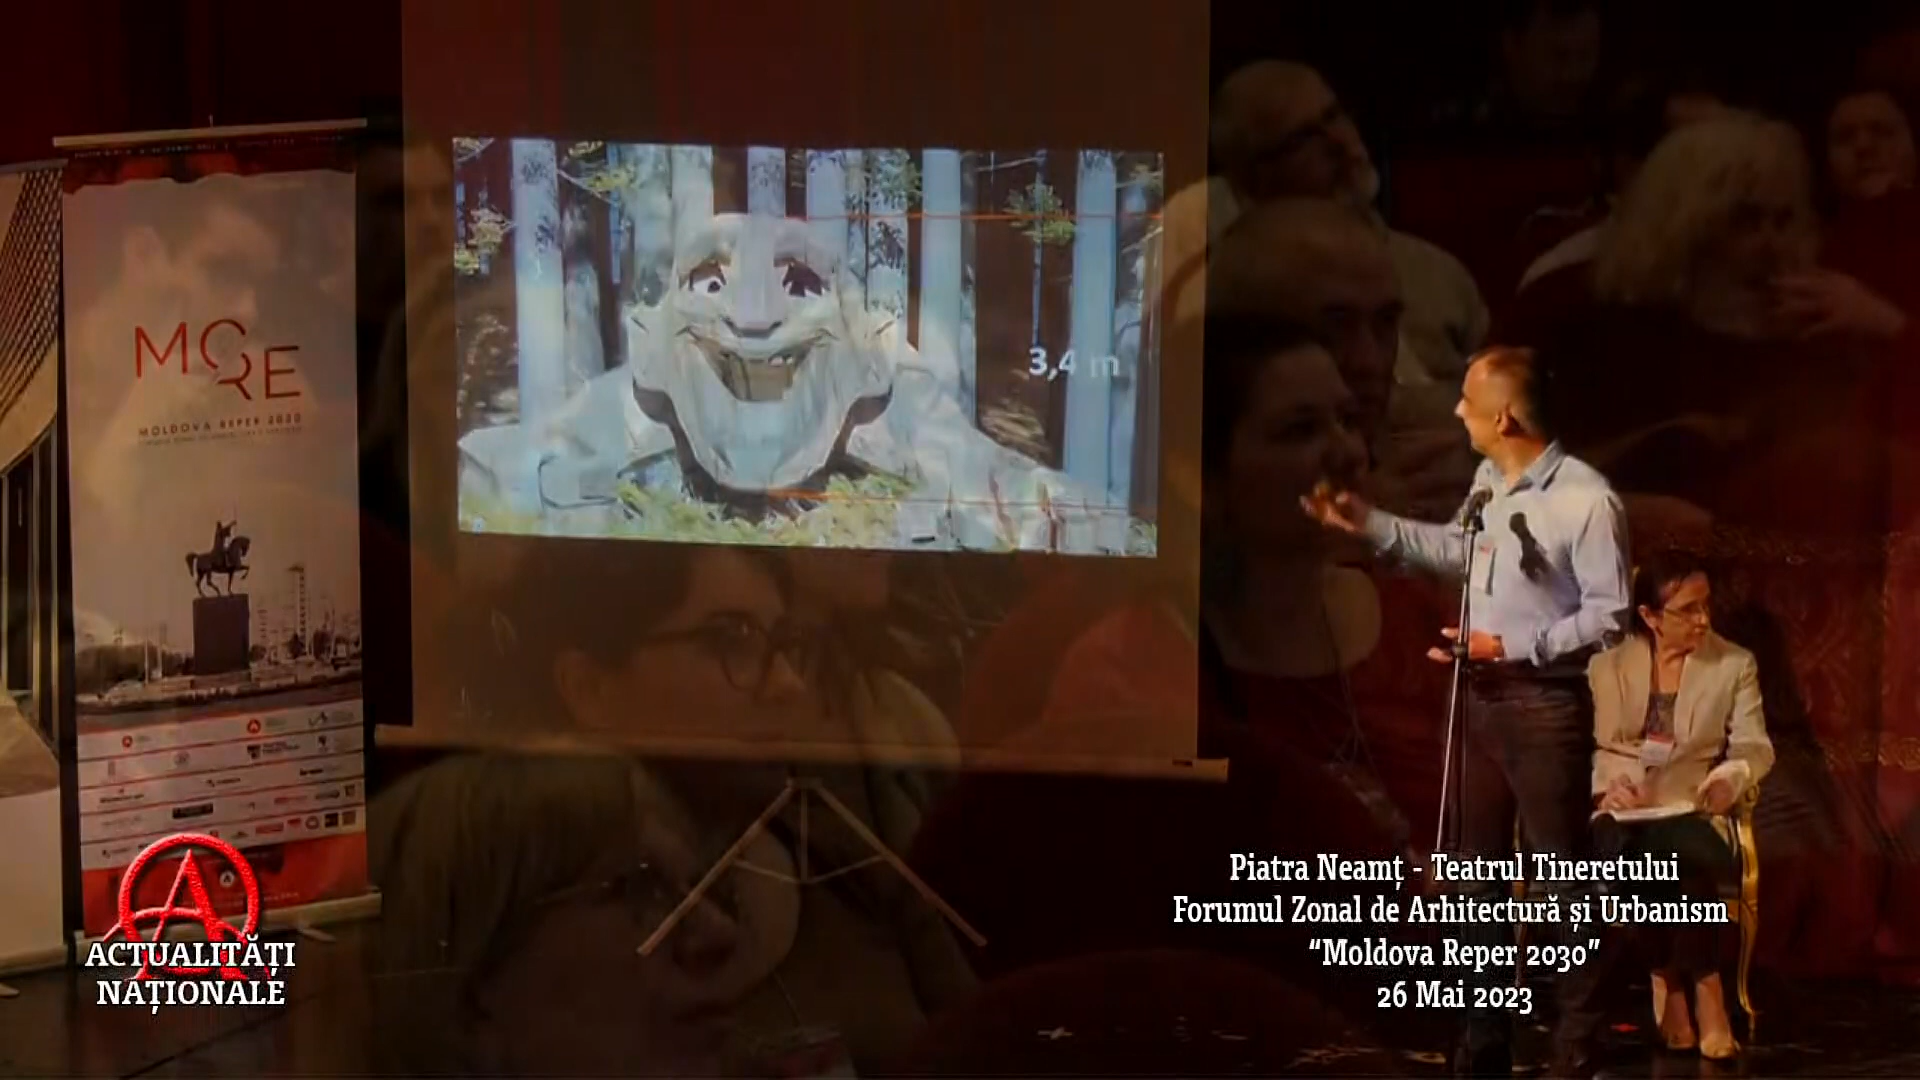 MORE
MOLDOVA REPER 2030
3,4 m
Piatra Neamț - Teatrul Tineretului
Forumul Zonal de Arhitectură și Urbanism
“Moldova Reper 2030”
26 Mai 2023
ACTUALITĂȚI
NAȚIONALE